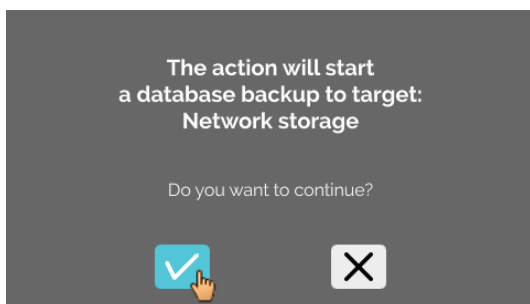 The action will start
a database backup to target:
Network storage
Do you want to continue?